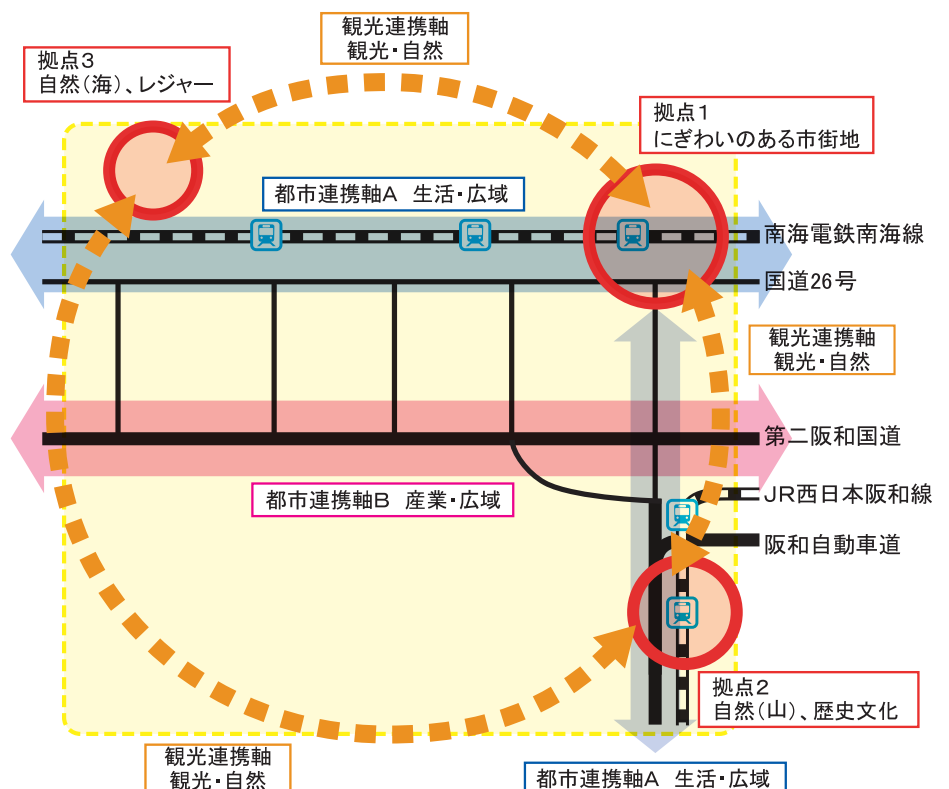 観光連携軸
観光・自然
拠点3
自然(海)、レジャー
拠点1
にぎわいのある市街地
都市連携軸A 生活・広域
南海電鉄南海線
国道26号
観光連携軸
観光・自然
第二阪和国道
都市連携軸B 産業・広域
JR西日本阪和線
阪和自動車道
拠点2
自然(山)、歴史文化
観光連携軸
観光・自然
都市連携軸A 生活・広域